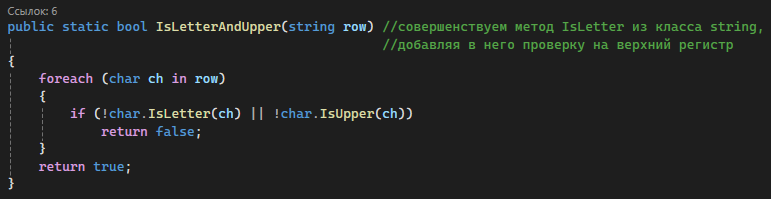 Ссылок: 6
public static bool IsLetterAndUpper(string row) //совершенствуем метод IsLetter из класса string,
//добавляя в него проверку на верхний регистр
{
foreach (char ch in row)
{
if (!char.IsLetter(ch) || !char.IsUpper(ch))
return false;
}
return true;
}